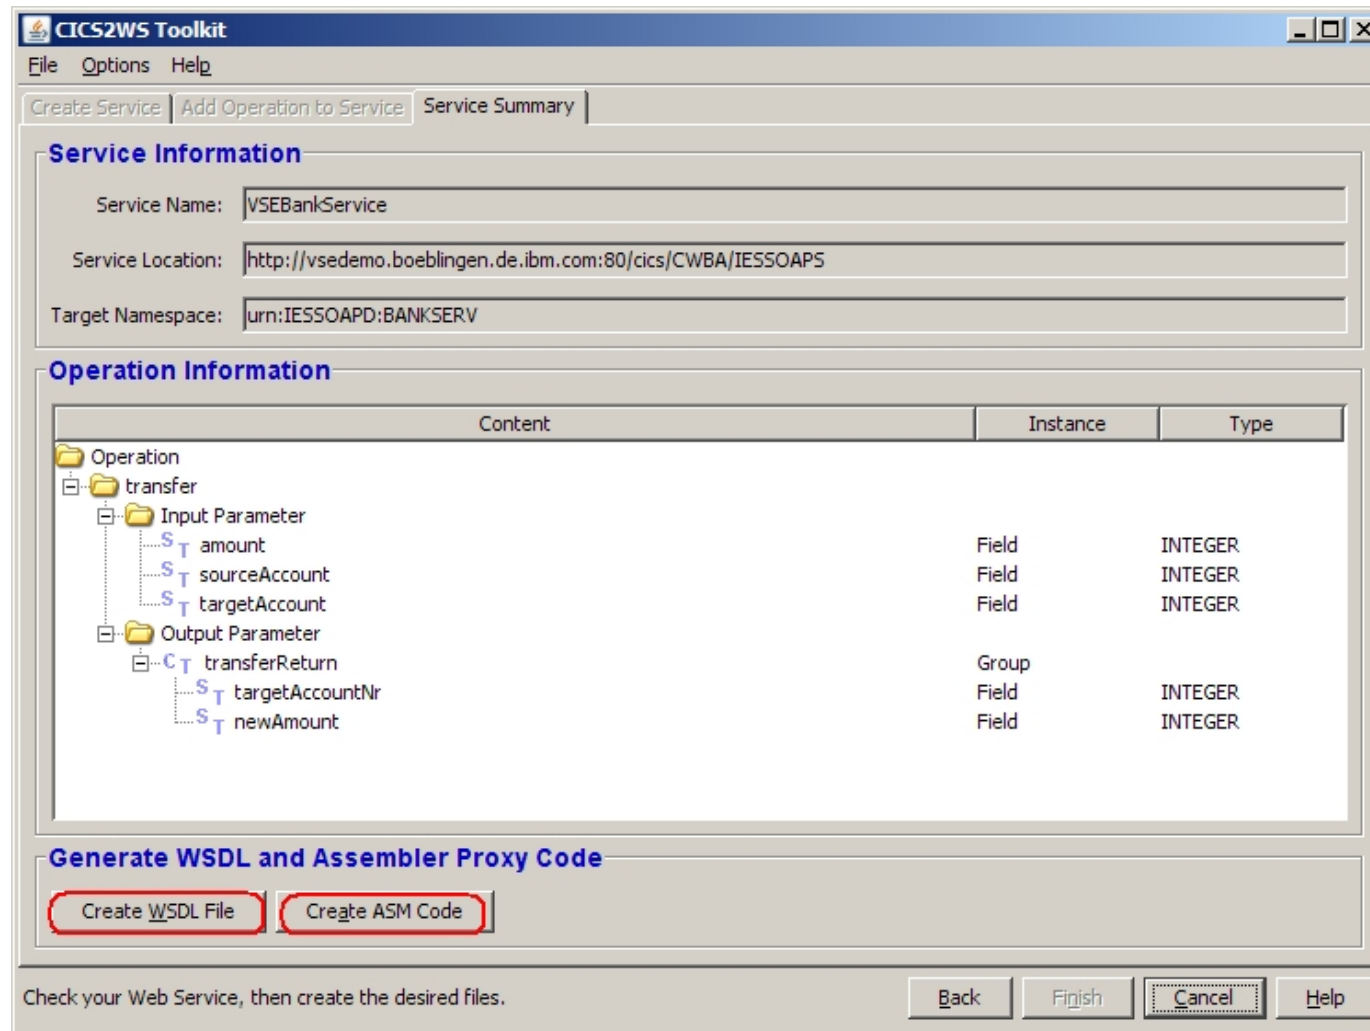 CICS2WS Toolkit
File Options Help
Create Service Add Operation to Service Service Summary
Service Information
Service Name: VSEBankService
Service Location: http://vsedemo.boeblingen.de.ibm.com:80/cics/CWBA/IESSOAPS
Target Namespace: urn:IESSOAPD:BANKSERV
Operation Information
Content Instance Type
Operation
transfer
Input Parameter
S T amount Field INTEGER
S T sourceAccount Field INTEGER
S T targetAccount Field INTEGER
Output Parameter
C T transferReturn Group
S T targetAccountNr Field INTEGER
S T newAmount Field INTEGER
Generate WSDL and Assembler Proxy Code
Create WSDL File Create ASM Code
Check your Web Service, then create the desired files. Back Finish Cancel Help